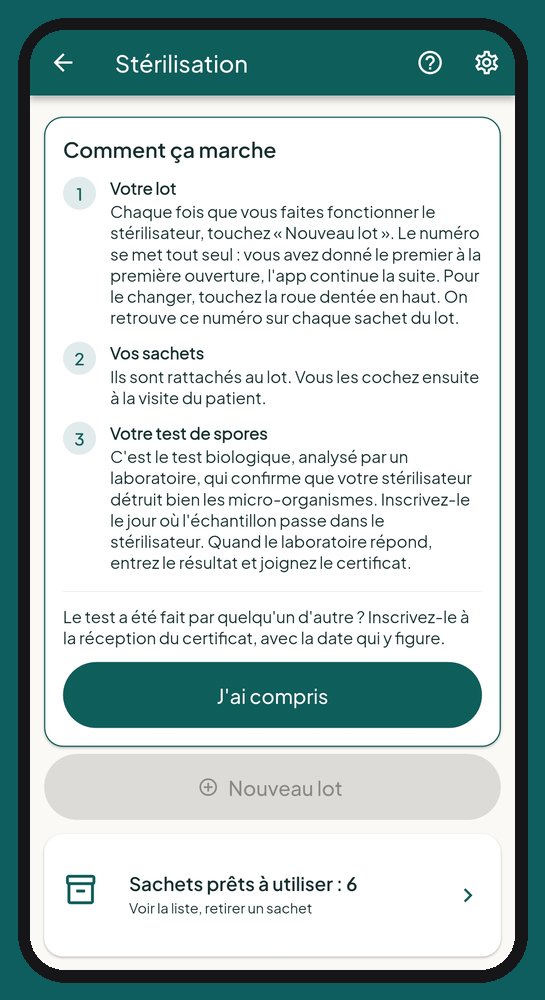 Stérilisation
Comment ça marche
1
Votre lot
Chaque fois que vous faites fonctionner le
stérilisateur, touchez « Nouveau lot ». Le numéro
se met tout seul : vous avez donné le premier à la
première ouverture, l'app continue la suite. Pour
le changer, touchez la roue dentée en haut. On
retrouve ce numéro sur chaque sachet du lot.
2
Vos sachets
Ils sont rattachés au lot. Vous les cochez ensuite
à la visite du patient.
3
Votre test de spores
C'est le test biologique, analysé par un
laboratoire, qui confirme que votre stérilisateur
détruit bien les micro-organismes. Inscrivez-le
le jour où l'échantillon passe dans le
stérilisateur. Quand le laboratoire répond,
entrez le résultat et joignez le certificat.
Le test a été fait par quelqu'un d'autre ? Inscrivez-le à
la réception du certificat, avec la date qui y figure.
J'ai compris
Nouveau lot
Sachets prêts à utiliser : 6
Voir la liste, retirer un sachet